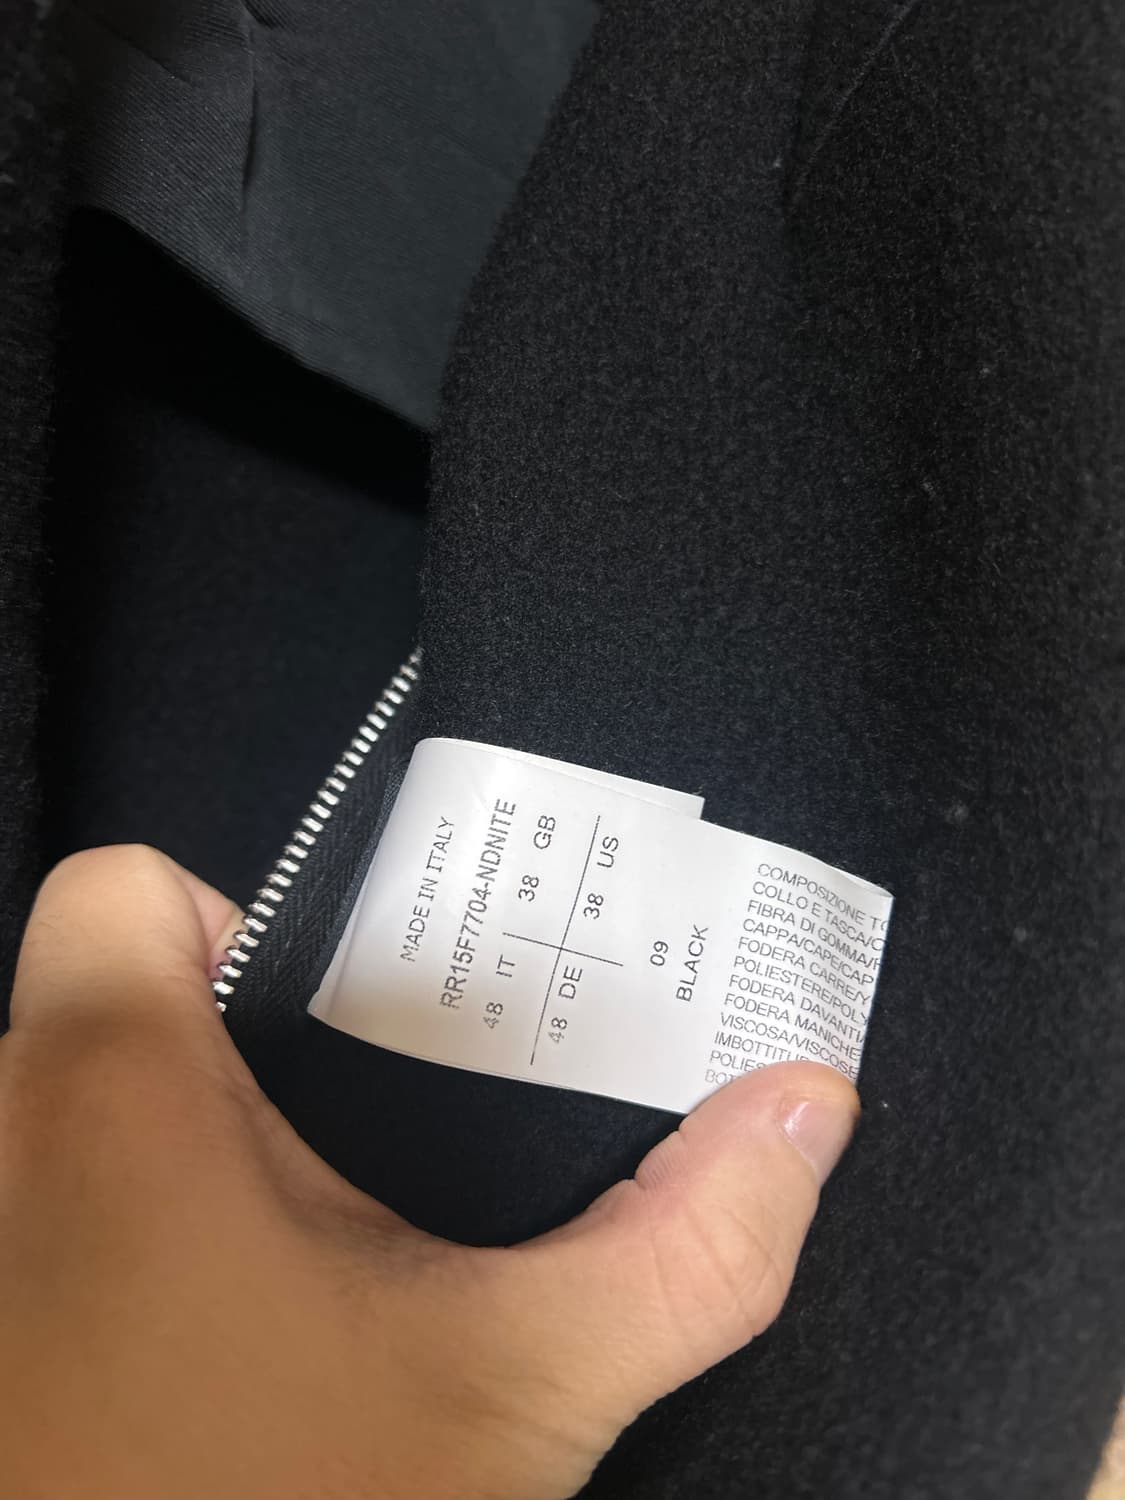 MADE IN ITALY
RR15F7704-NDNITE
48 IT 38 GB
48 DE 38 US
09
BLACK
COMPOSIZIONE
COLLO E TASCA/
FIBRA DI GOMMA/
CAPPA/CAPE/CAP
FODERA CARRE/
POLIESTERE/
FODERA DAVANTI
FODERA MANICHE
VISCOSA/VISCOSE